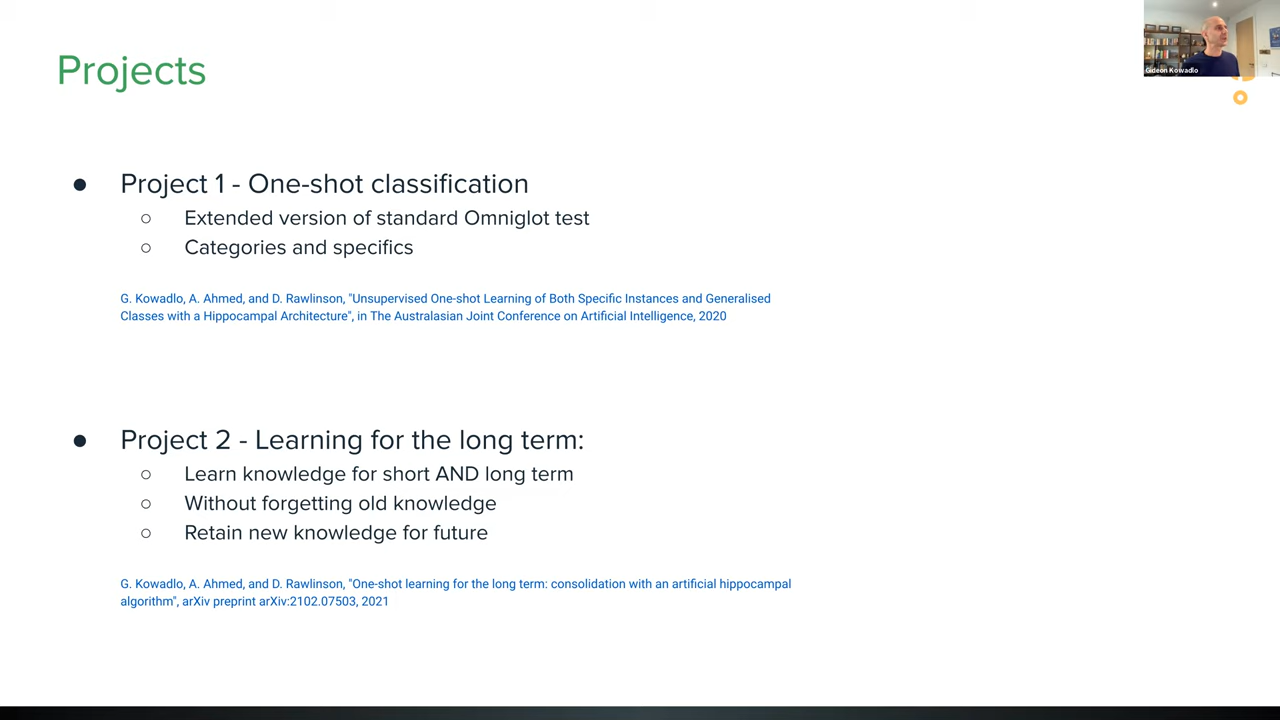 Projects
Gideon Kowadlo
● Project 1 - One-shot classification
○ Extended version of standard Omniglot test
○ Categories and specifics
G. Kowadlo, A. Ahmed, and D. Rawlinson, "Unsupervised One-shot Learning of Both Specific Instances and Generalised
Classes with a Hippocampal Architecture", in The Australasian Joint Conference on Artificial Intelligence, 2020
● Project 2 - Learning for the long term:
○ Learn knowledge for short AND long term
○ Without forgetting old knowledge
○ Retain new knowledge for future
G. Kowadlo, A. Ahmed, and D. Rawlinson, "One-shot learning for the long term: consolidation with an artificial hippocampal
algorithm", arXiv preprint arXiv:2102.07503, 2021